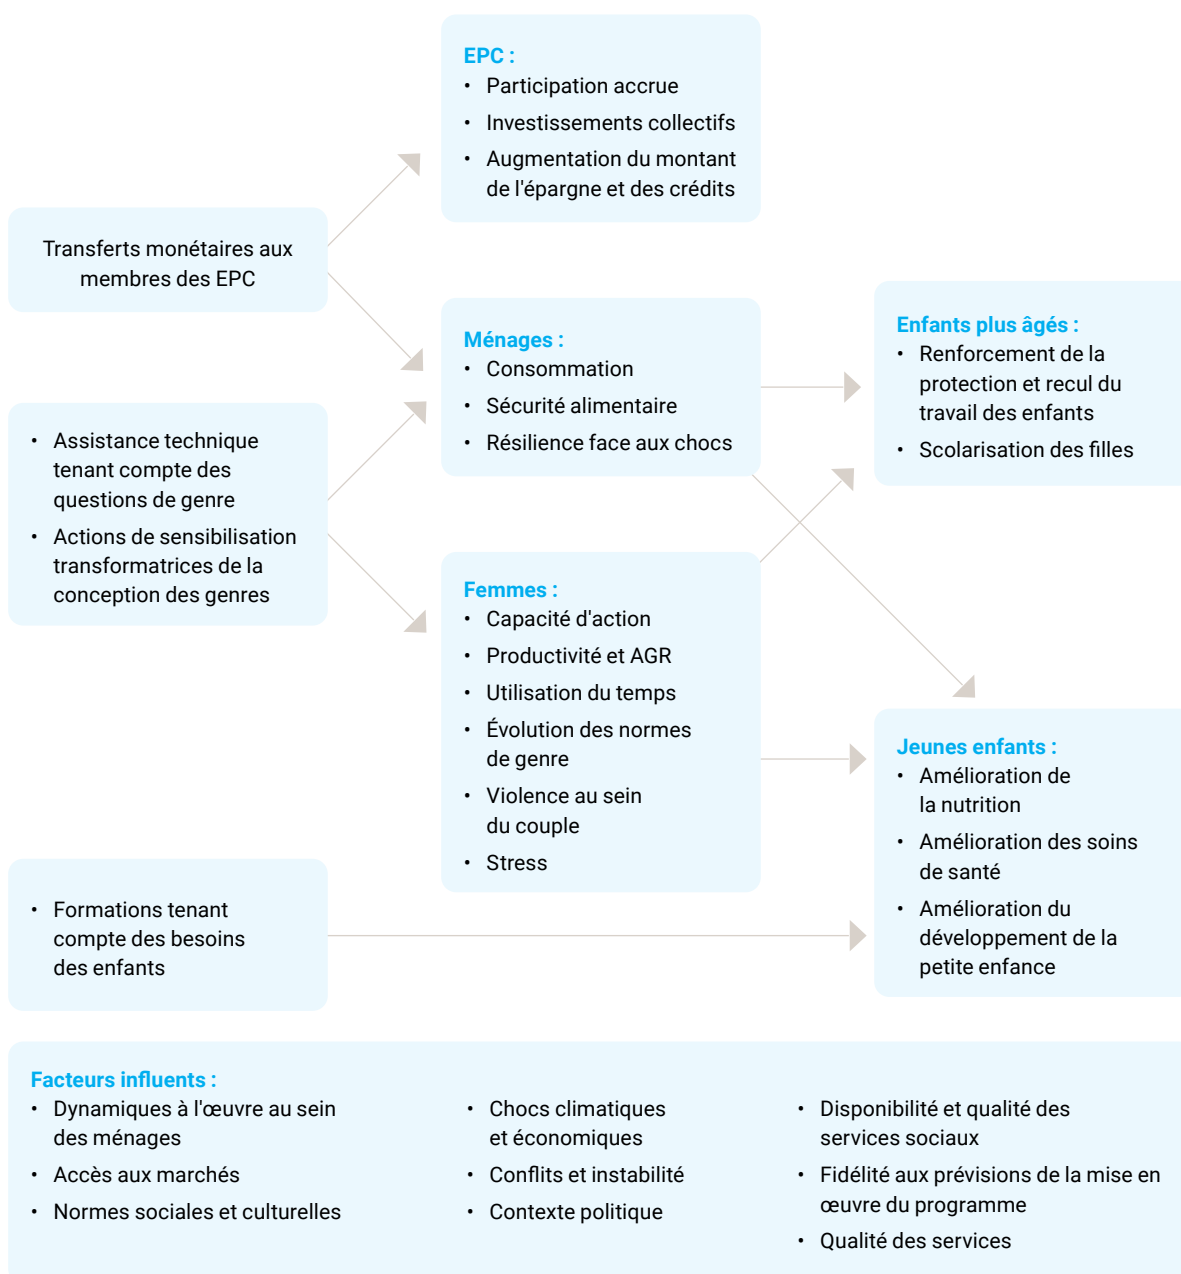 EPC :
• Participation accrue
• Investissements collectifs
• Augmentation du montant
de l'épargne et des crédits
Transferts monétaires aux
membres des EPC
Ménages :
• Consommation
• Sécurité alimentaire
• Résilience face aux chocs
Enfants plus âgés :
• Renforcement de la
protection et recul du
travail des enfants
• Scolarisation des filles
• Assistance technique
tenant compte des
questions de genre
• Actions de sensibilisation
transformatrices de la
conception des genres
Femmes :
• Capacité d'action
• Productivité et AGR
• Utilisation du temps
• Évolution des normes
de genre
• Violence au sein
du couple
• Stress
Jeunes enfants :
• Amélioration de
la nutrition
• Amélioration des soins
de santé
• Amélioration du
développement de la
petite enfance
• Formations tenant
compte des besoins
des enfants
Facteurs influents :
• Dynamiques à l'œuvre au sein
des ménages
• Accès aux marchés
• Normes sociales et culturelles
• Chocs climatiques
et économiques
• Conflits et instabilité
• Contexte politique
• Disponibilité et qualité des
services sociaux
• Fidélité aux prévisions de la mise en
œuvre du programme
• Qualité des services